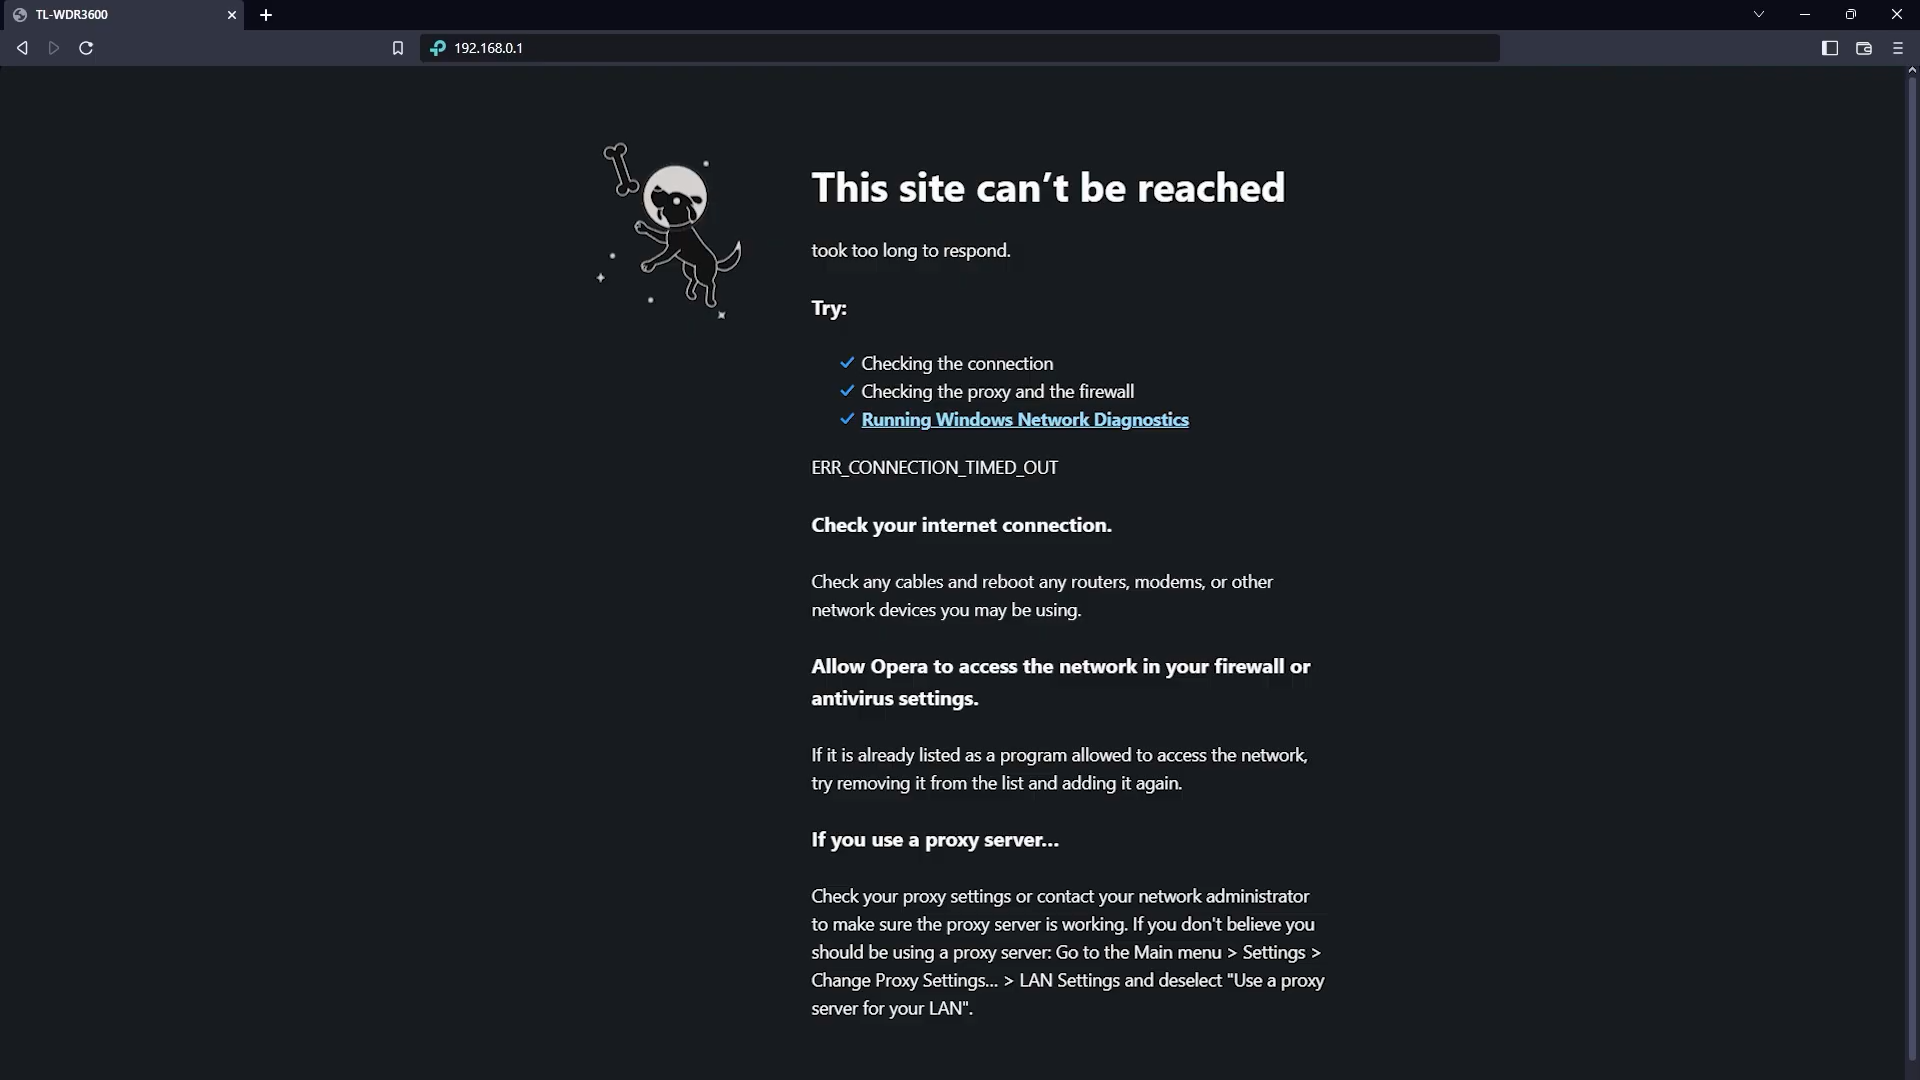 TL-WDR3600
192.168.0.1
This site can’t be reached
took too long to respond.
Try:
Checking the connection
Checking the proxy and the firewall
Running Windows Network Diagnostics
ERR_CONNECTION_TIMED_OUT
Check your internet connection.
Check any cables and reboot any routers, modems, or other
network devices you may be using.
Allow Opera to access the network in your firewall or
antivirus settings.
If it is already listed as a program allowed to access the network,
try removing it from the list and adding it again.
If you use a proxy server…
Check your proxy settings or contact your network administrator
to make sure the proxy server is working. If you don't believe you
should be using a proxy server: Go to the Main menu > Settings >
Change Proxy Settings… > LAN Settings and deselect "Use a proxy
server for your LAN".